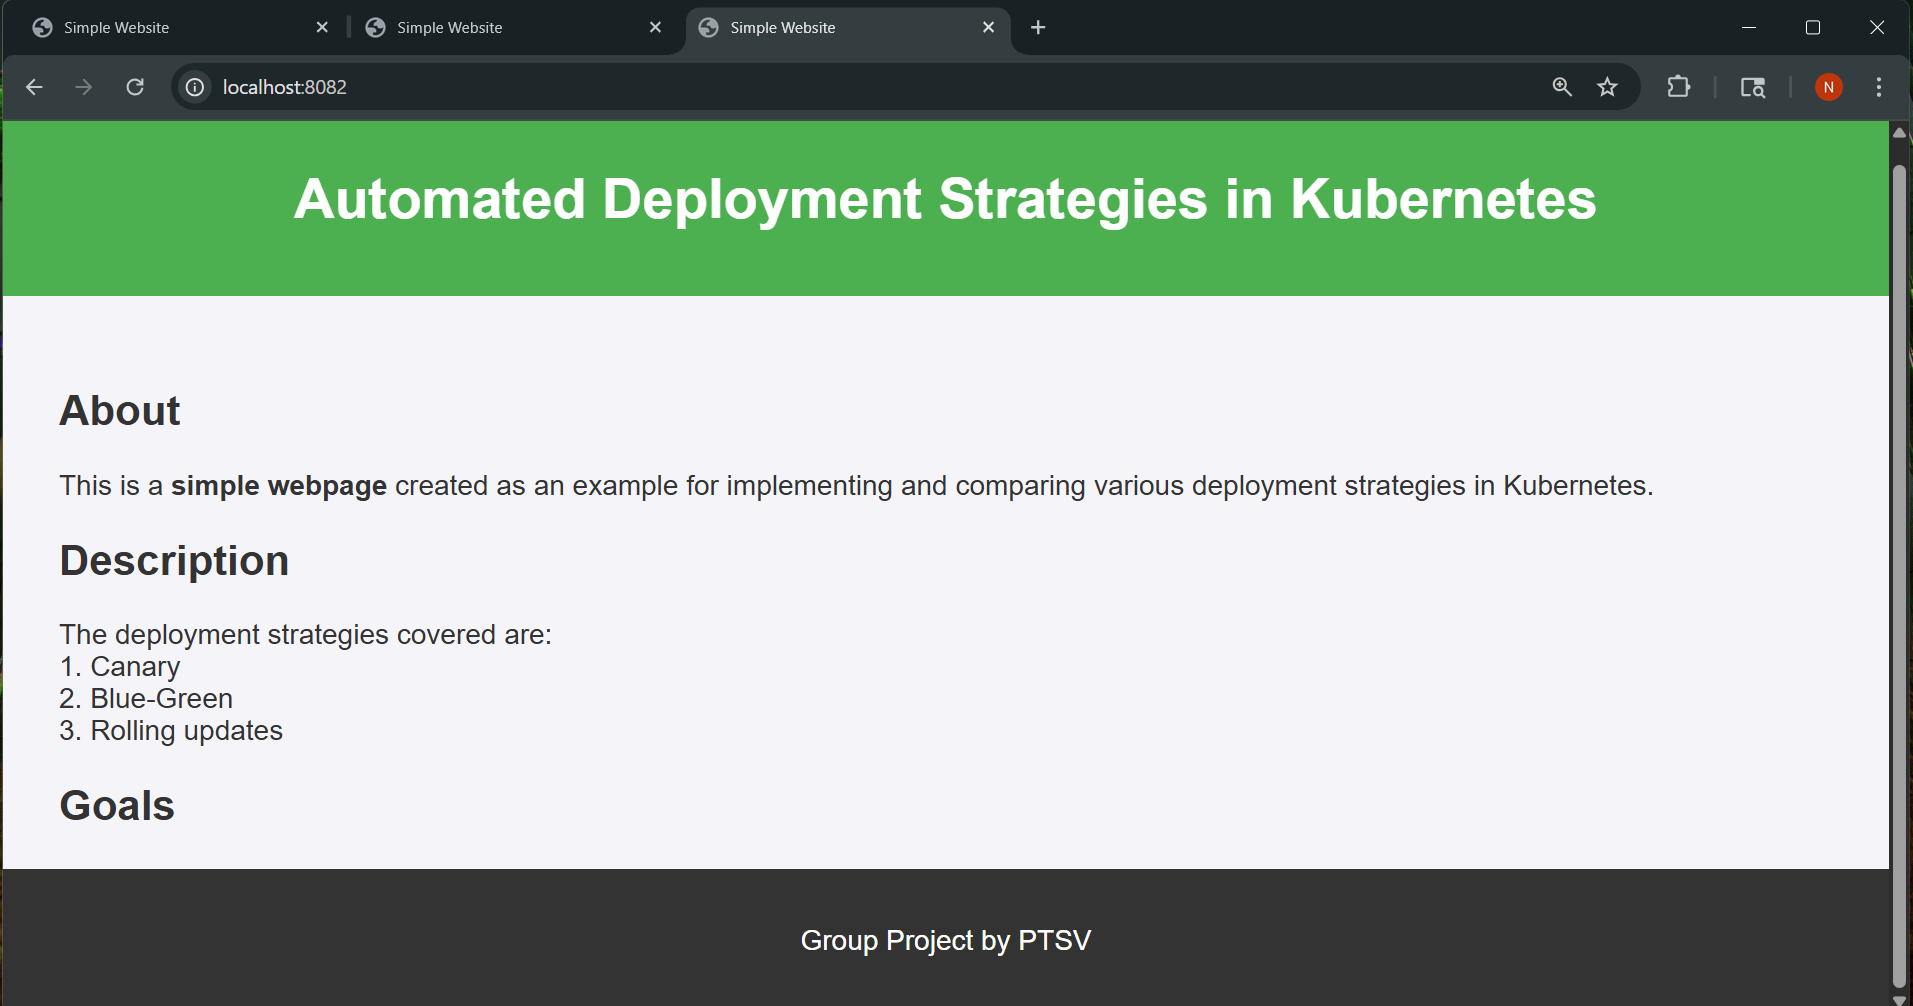 Simple Website
Simple Website
Simple Website
localhost:8082
N
Automated Deployment Strategies in Kubernetes
About
This is a simple webpage created as an example for implementing and comparing various deployment strategies in Kubernetes.
Description
The deployment strategies covered are:
1. Canary
2. Blue-Green
3. Rolling updates
Goals
Group Project by PTSV